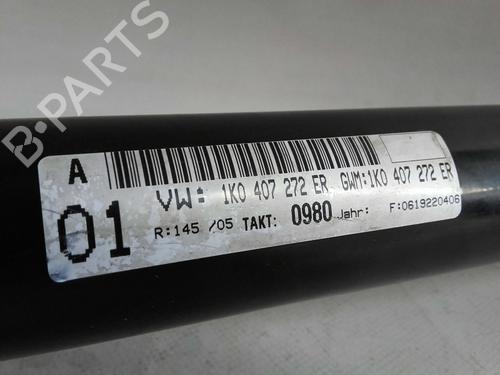 B-PARTS
A
01
VW: 1K0 407 272 ER GWM:1K0 407 272 ER
R:145 /05 TAKT: 0980 Jahr: F:0619220406